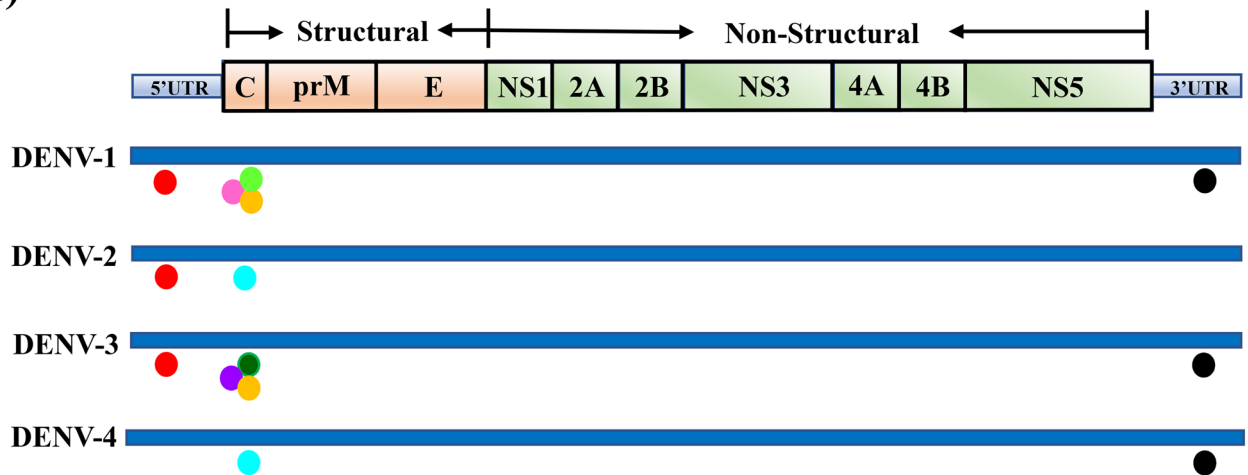 Structural Non-Structural
5'UTR C prM E NS1 2A 2B NS3 4A 4B NS5 3'UTR
DENV-1
DENV-2
DENV-3
DENV-4